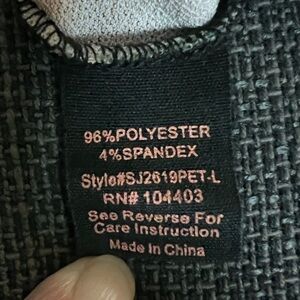 96%POLYESTER
4%SPANDEX
Style#SJ2619PET-L
RN# 104403
See Reverse For
Care Instruction
Made In China